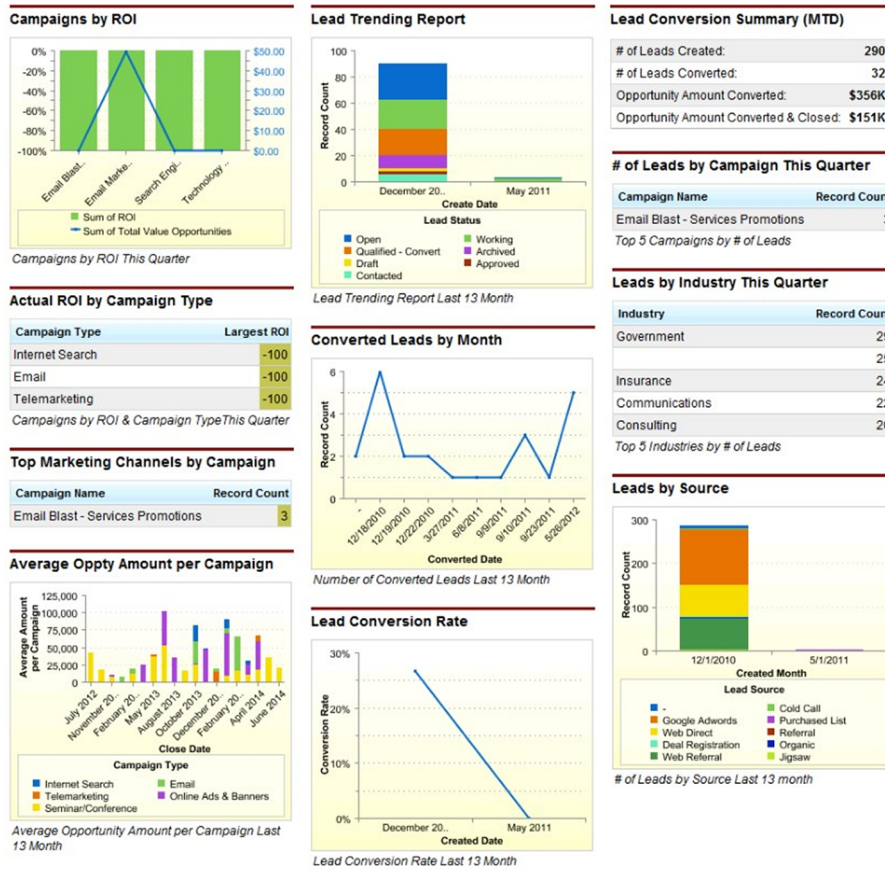 Campaigns by ROI
0%
-20%
-40%
-60%
-80%
-100%
$50.00
$40.00
$30.00
$20.00
$10.00
$0.00
Email Blast..
Email Marke..
Search Engi..
Technology ..
Sum of ROI
Sum of Total Value Opportunities
Campaigns by ROI This Quarter
Actual ROI by Campaign Type
Campaign Type Largest ROI
Internet Search -100
Email -100
Telemarketing -100
Campaigns by ROI & Campaign TypeThis Quarter
Top Marketing Channels by Campaign
Campaign Name Record Count
Email Blast - Services Promotions 3
Average Oppty Amount per Campaign
Average Amount
per Campaign
125,000
100,000
75,000
50,000
25,000
0
July 2012
November 20..
February 20..
May 2013
August 2013
October 2013
December 20..
February 20..
April 2014
June 2014
Close Date
Campaign Type
Internet Search Email
Telemarketing Online Ads & Banners
Seminar/Conference
Average Opportunity Amount per Campaign Last
13 Month
Lead Trending Report
Record Count
100
80
60
40
20
0
December 20.. May 2011
Create Date
Lead Status
Open Working
Qualified - Convert Archived
Draft Approved
Contacted
Lead Trending Report Last 13 Month
Converted Leads by Month
Record Count
6
4
2
0
-
12/18/2010
12/19/2010
12/22/2010
3/27/2011
6/8/2011
9/9/2011
9/10/2011
9/23/2011
5/26/2012
Converted Date
Number of Converted Leads Last 13 Month
Lead Conversion Rate
Conversion Rate
30%
20%
10%
0%
December 20.. May 2011
Created Date
Lead Conversion Rate Last 13 Month
Lead Conversion Summary (MTD)
# of Leads Created: 290
# of Leads Converted: 32
Opportunity Amount Converted: $356K
Opportunity Amount Converted & Closed: $151K
# of Leads by Campaign This Quarter
Campaign Name Record Coun
Email Blast - Services Promotions
Top 5 Campaigns by # of Leads
Leads by Industry This Quarter
Industry Record Coun
Government
Insurance
Communications
Consulting
Top 5 Industries by # of Leads
Leads by Source
Record Count
300
200
100
0
12/1/2010 5/1/2011
Created Month
Lead Source
- Cold Call
Google Adwords Purchased List
Web Direct Referral
Deal Registration Organic
Web Referral Jigsaw
# of Leads by Source Last 13 month